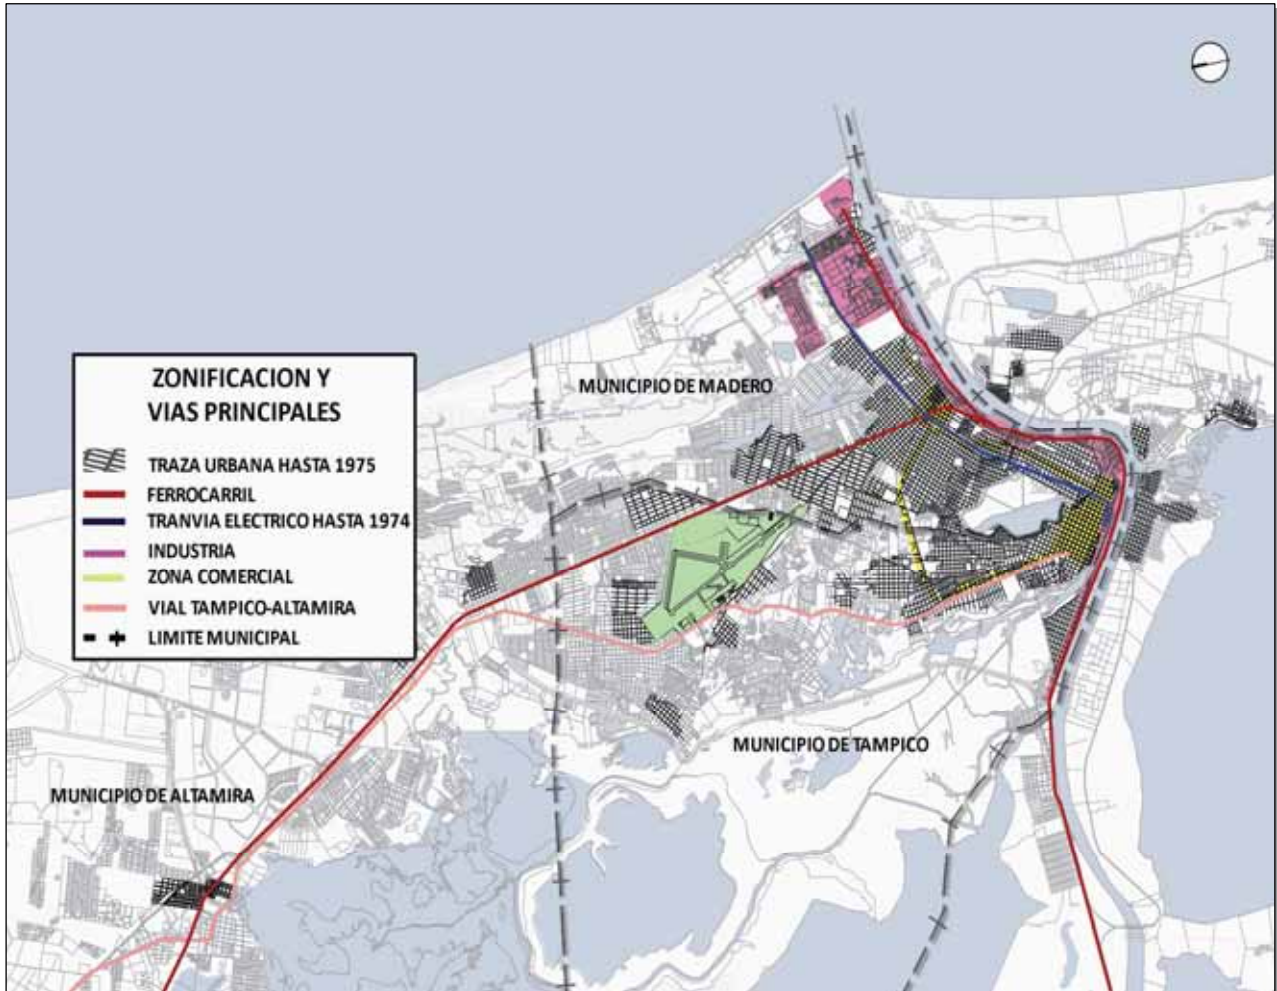 MUNICIPIO DE MADERO
ZONIFICACION Y
VIAS PRINCIPALES
TRAZA URBANA HASTA 1975
FERROCARRIL
TRANVIA ELECTRICO HASTA 1974
INDUSTRIA
ZONA COMERCIAL
VIAL TAMPICO-ALTAMIRA
LIMITE MUNICIPAL
MUNICIPIO DE TAMPICO
MUNICIPIO DE ALTAMIRA